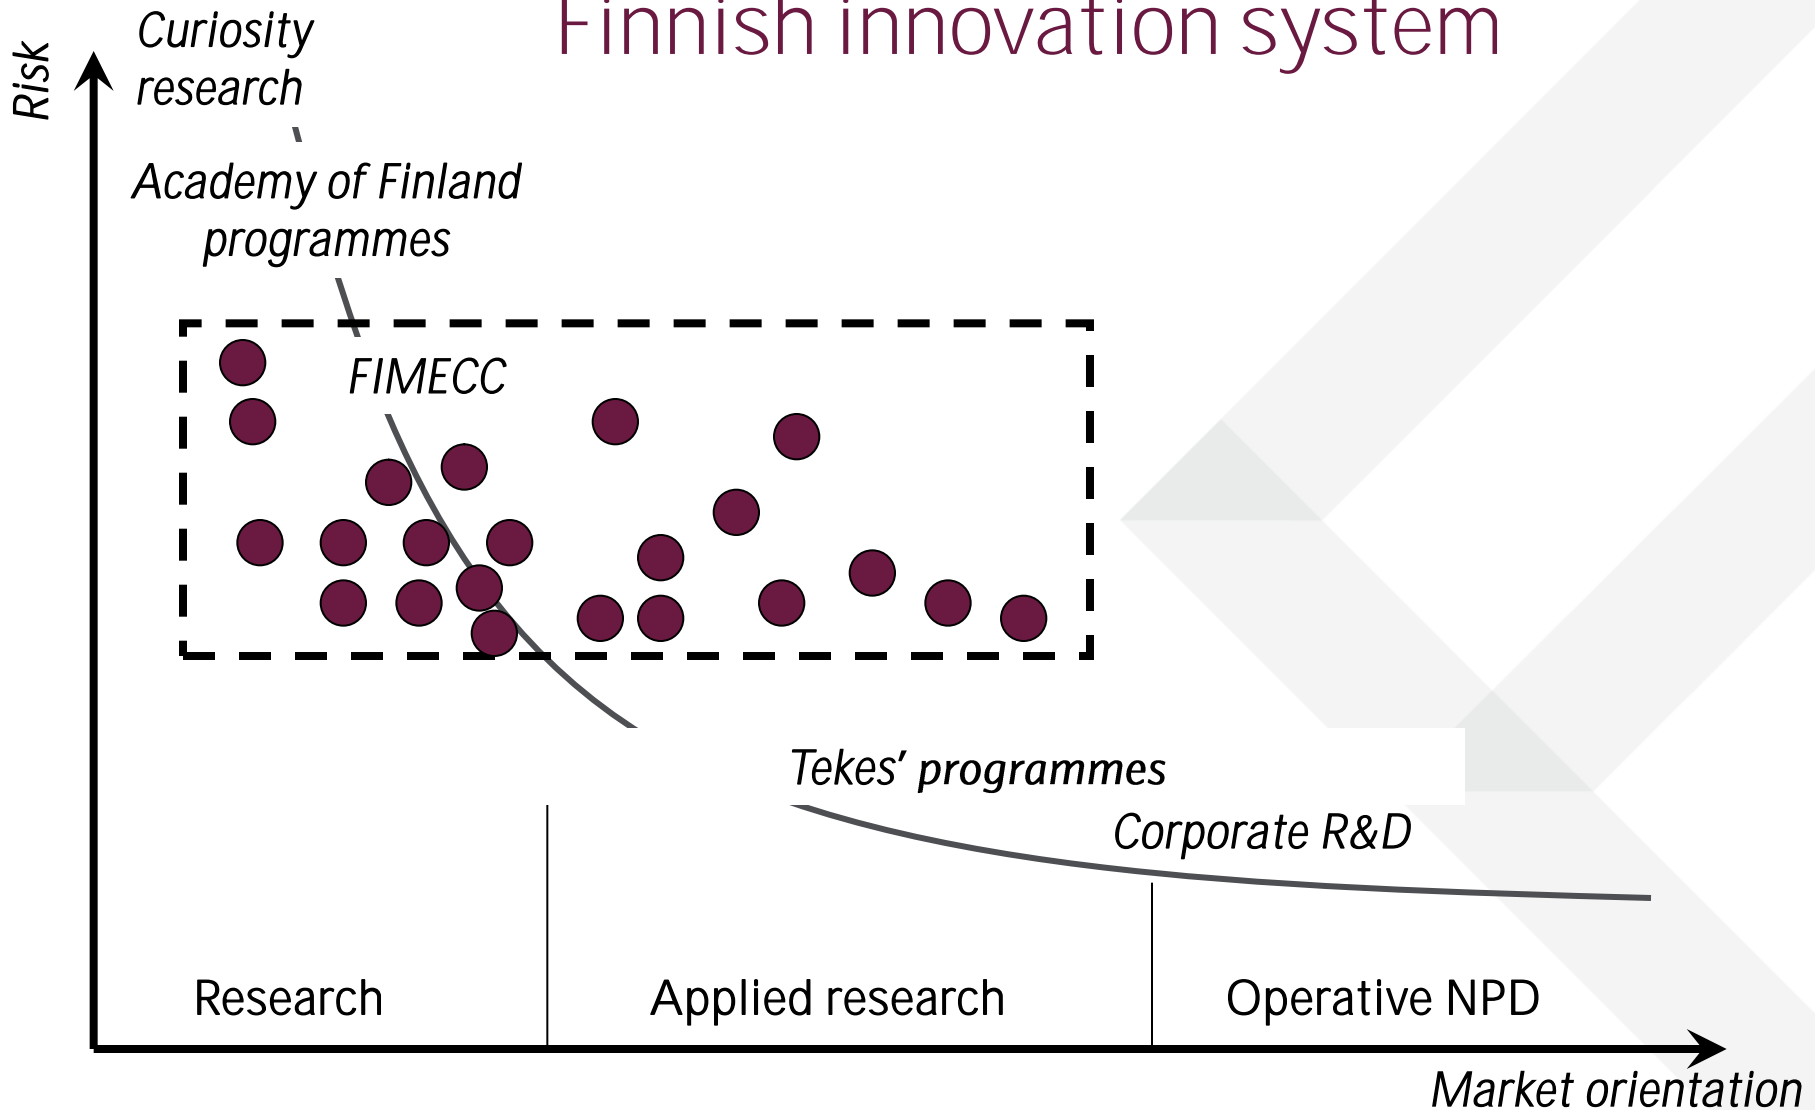 Finnish innovation system
Risk
Curiosity
research
Academy of Finland
programmes
FIMECC
Tekes’ programmes
Corporate R&D
Research
Applied research
Operative NPD
Market orientation